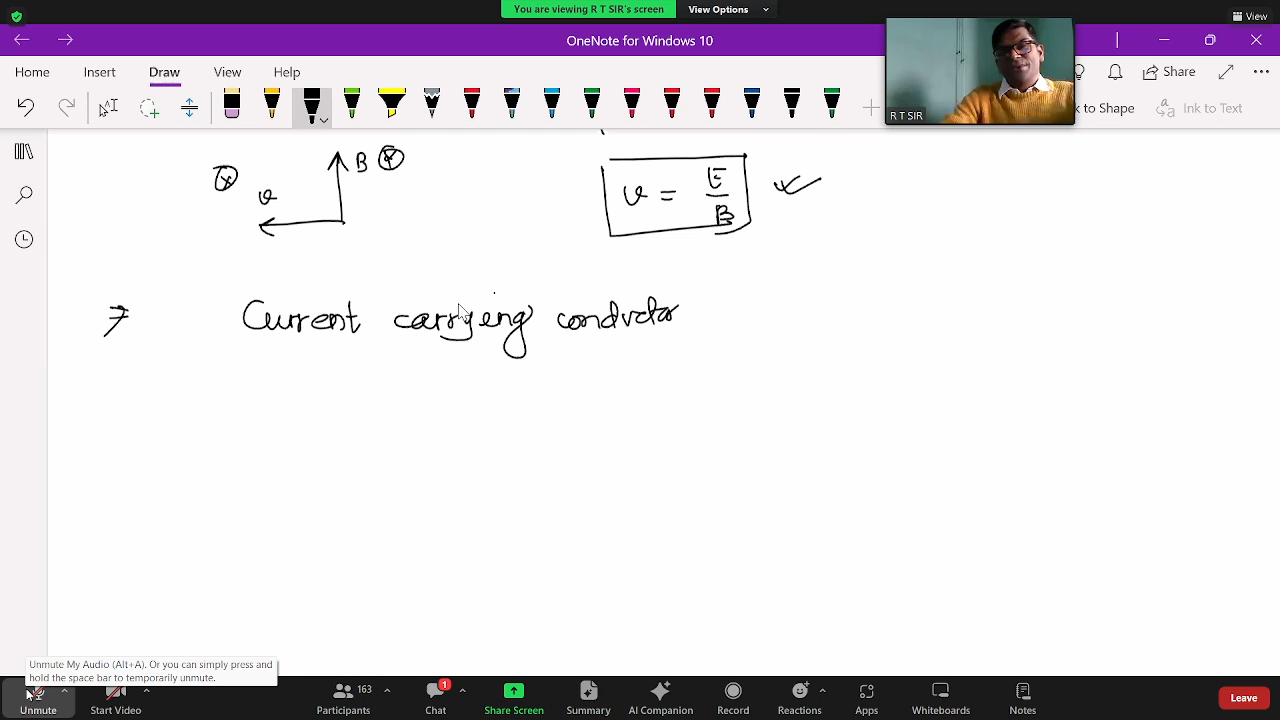 You are viewing R T SIR's screen View Options
View
OneNote for Windows 10
Home Insert Draw View Help
Share
R T SIR
k to Shape Ink to Text
B
v
v = E/B
Current carrying conductor
Unmute My Audio (Alt+A). Or you can simply press and
hold the space bar to temporarily unmute.
163 1
Unmute Start Video Participants Chat Share Screen Summary AI Companion Record Reactions Apps Whiteboards Notes Leave